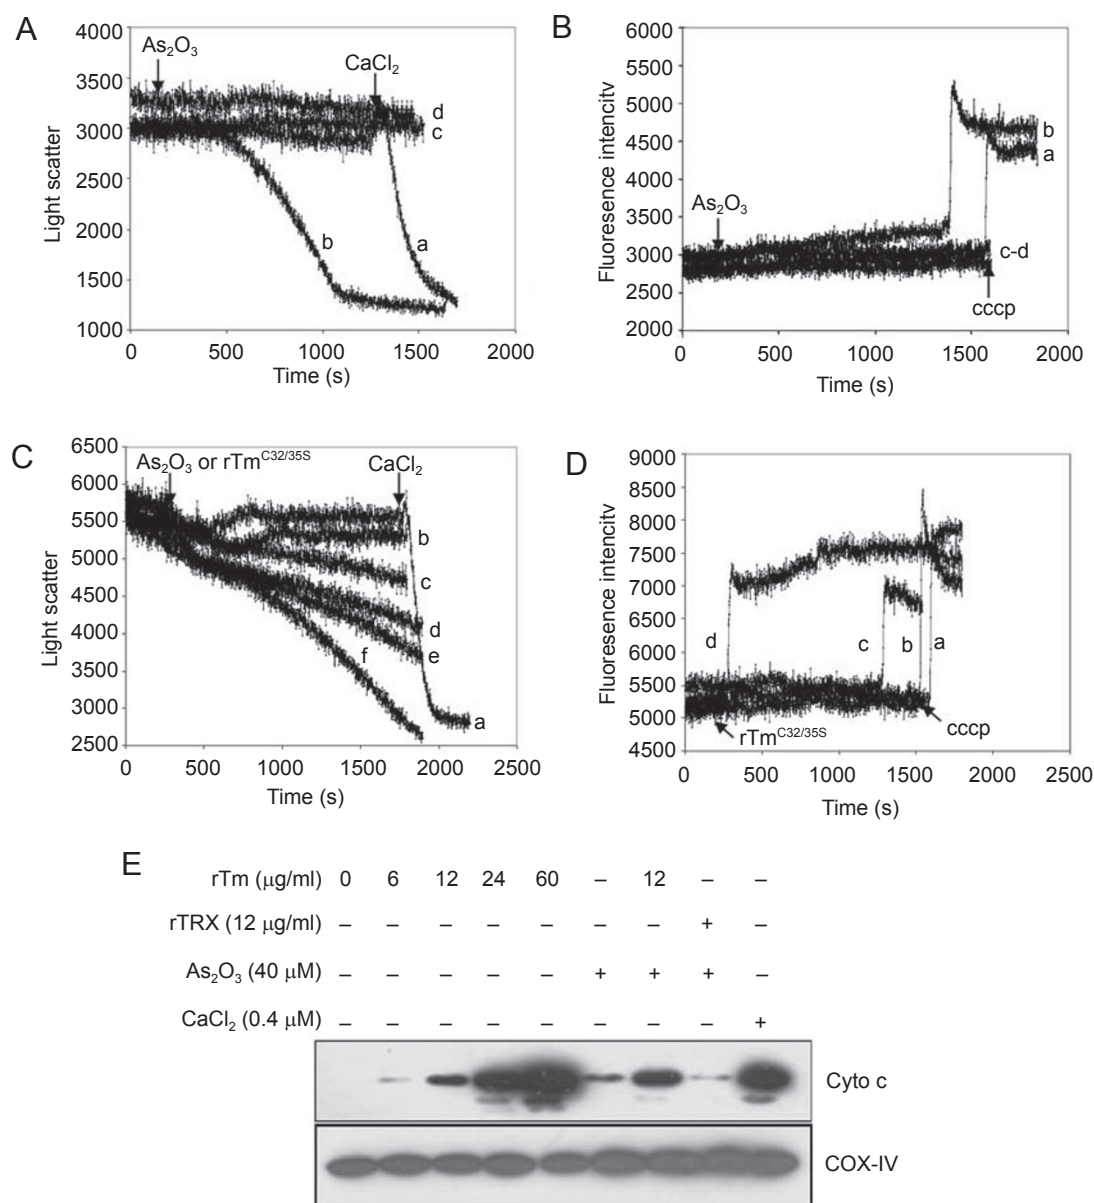 A
As₂O₃
CaCl₂
4000
3500
3000
2500
2000
1500
1000
Light scatter
d
c
b
a
0 500 1000 1500 2000
Time (s)
B
As₂O₃
6000
5500
5000
4500
4000
3500
3000
2500
2000
Fluoresence intencitv
b
a
c-d
cccp
0 500 1000 1500 2000
Time (s)
C
As₂O₃ or rTm^C32/35S
CaCl₂
6500
6000
5500
5000
4500
4000
3500
3000
2500
Light scatter
b
c
d
e
f
a
0 500 1000 1500 2000 2500
Time (s)
D
9000
8500
8000
7500
7000
6500
6000
5500
5000
4500
Fluoresence intencitv
d
c
b
a
cccp
rTm^C32/35S
0 500 1000 1500 2000 2500
Time (s)
E
rTm (μg/ml) 0 6 12 24 60 – 12 – –
rTRX (12 μg/ml) – – – – – – – + –
As₂O₃ (40 μM) – – – – – + + + –
CaCl₂ (0.4 μM) – – – – – – – – +
Cyto c
COX-IV